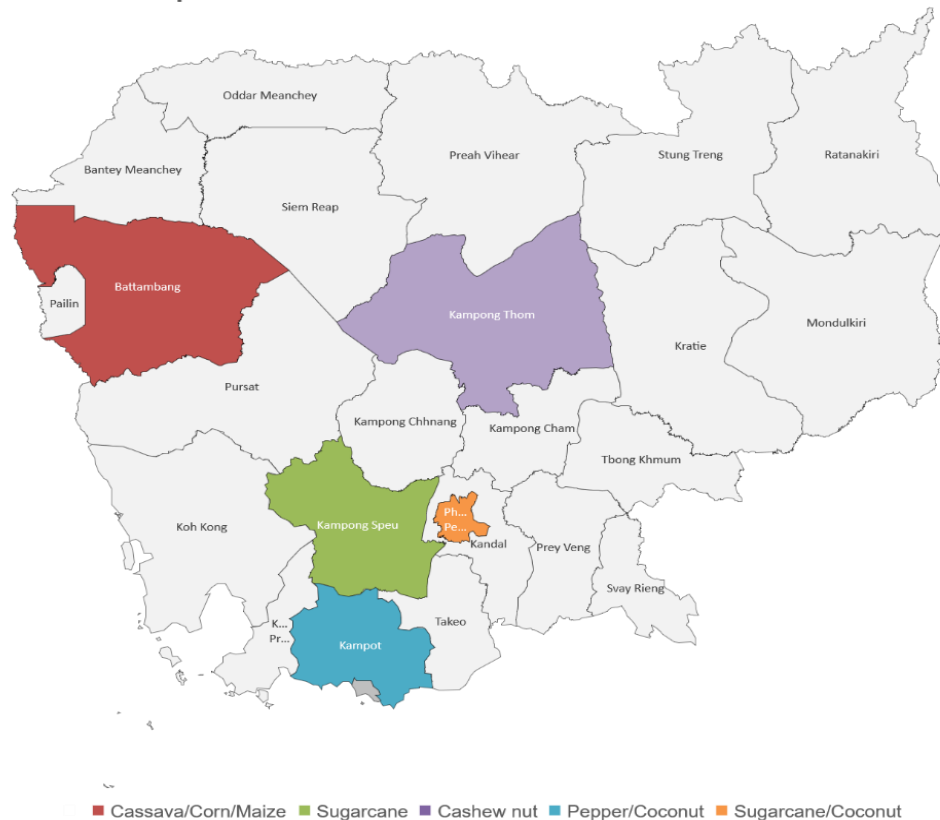 Oddar Meanchey
Preah Vihear
Stung Treng
Ratanakiri
Bantey Meanchey
Siem Reap
Battambang
Pailin
Kampong Thom
Mondulkiri
Kratie
Pursat
Kampong Chhnang
Kampong Cham
Tbong Khmum
Koh Kong
Kampong Speu
Ph...
Pe...
Kandal
Prey Veng
Svay Rieng
K...
Pr...
Kampot
Takeo
Cassava/Corn/Maize Sugarcane Cashew nut Pepper/Coconut Sugarcane/Coconut